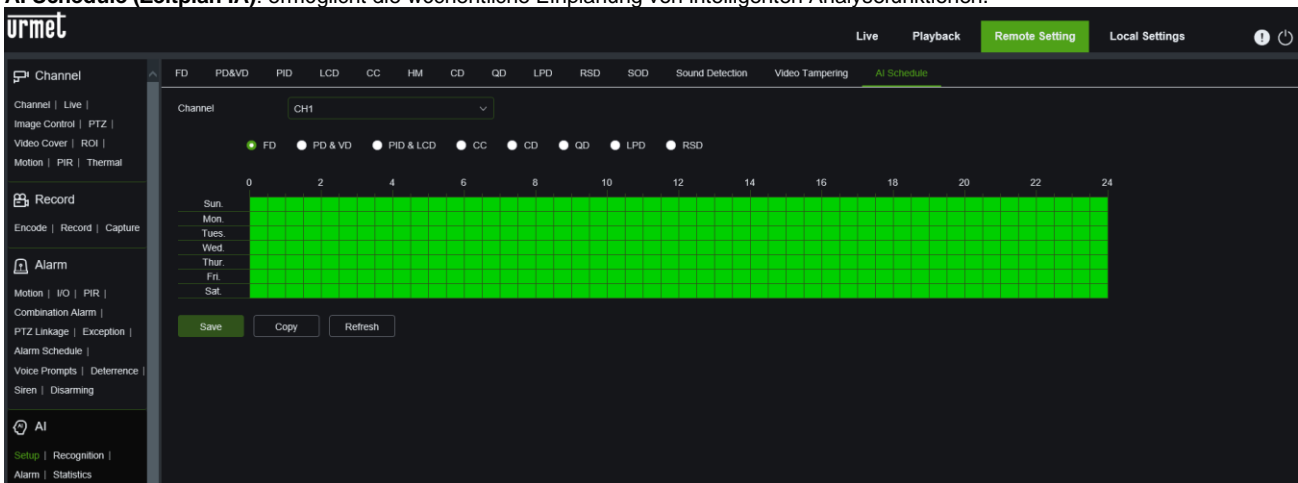 AI Schedule (Zeitplan IA): ermöglicht die wöchentliche Einplanung von intelligenten Analysefunktionen.
urmet
Live Playback Remote Setting Local Settings
Channel
Channel | Live |
Image Control | PTZ |
Video Cover | ROI |
Motion | PIR | Thermal
Record
Encode | Record | Capture
Alarm
Motion | I/O | PIR |
Combination Alarm |
PTZ Linkage | Exception |
Alarm Schedule |
Voice Prompts | Deterrence |
Siren | Disarming
AI
Setup | Recognition |
Alarm | Statistics
FD PD&VD PID LCD CC HM CD QD LPD RSD SOD Sound Detection Video Tampering AI Schedule
Channel CH1
FD PD & VD PID & LCD CC CD QD LPD RSD
0 2 4 6 8 10 12 14 16 18 20 22 24
Sun.
Mon.
Tues.
Wed.
Thur.
Fri.
Sat.
Save Copy Refresh